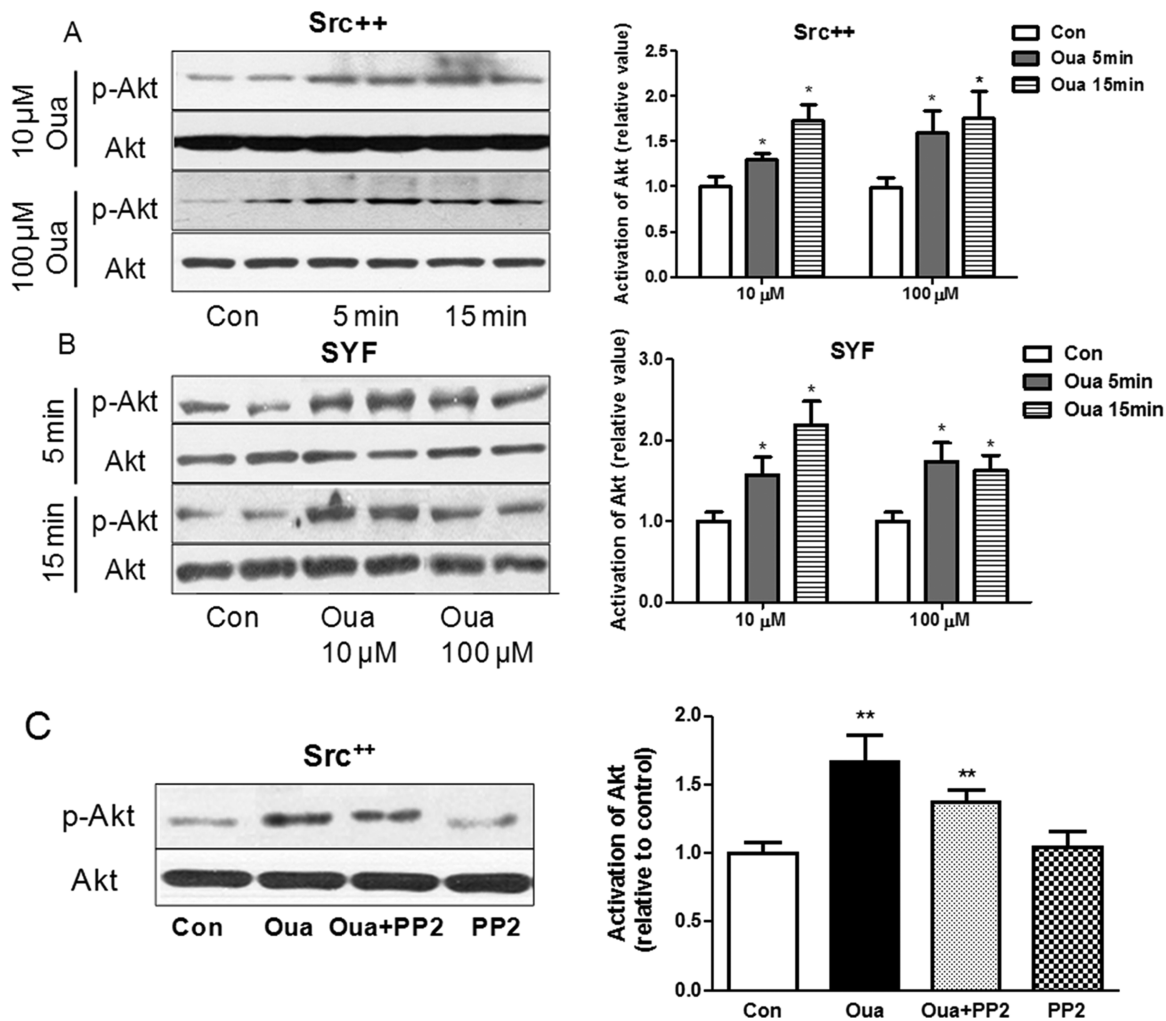 A
Src++
10 µM
Oua
p-Akt
Akt
100 µM
Oua
p-Akt
Akt
Con
5 min
15 min
Src++
Activation of Akt (relative value)
2.5
2.0
1.5
1.0
0.5
0.0
*
*
*
*
10 µM
100 µM
Con
Oua 5min
Oua 15min
B
SYF
5 min
p-Akt
Akt
15 min
p-Akt
Akt
Con
Oua
10 µM
Oua
100 µM
SYF
Activation of Akt (relative value)
3.0
2.0
1.0
0.0
*
*
*
*
10 µM
100 µM
Con
Oua 5min
Oua 15min
C
Src++
p-Akt
Akt
Con
Oua
Oua+PP2
PP2
Activation of Akt
(relative to control)
2.0
1.5
1.0
0.5
0.0
**
**
Con
Oua
Oua+PP2
PP2